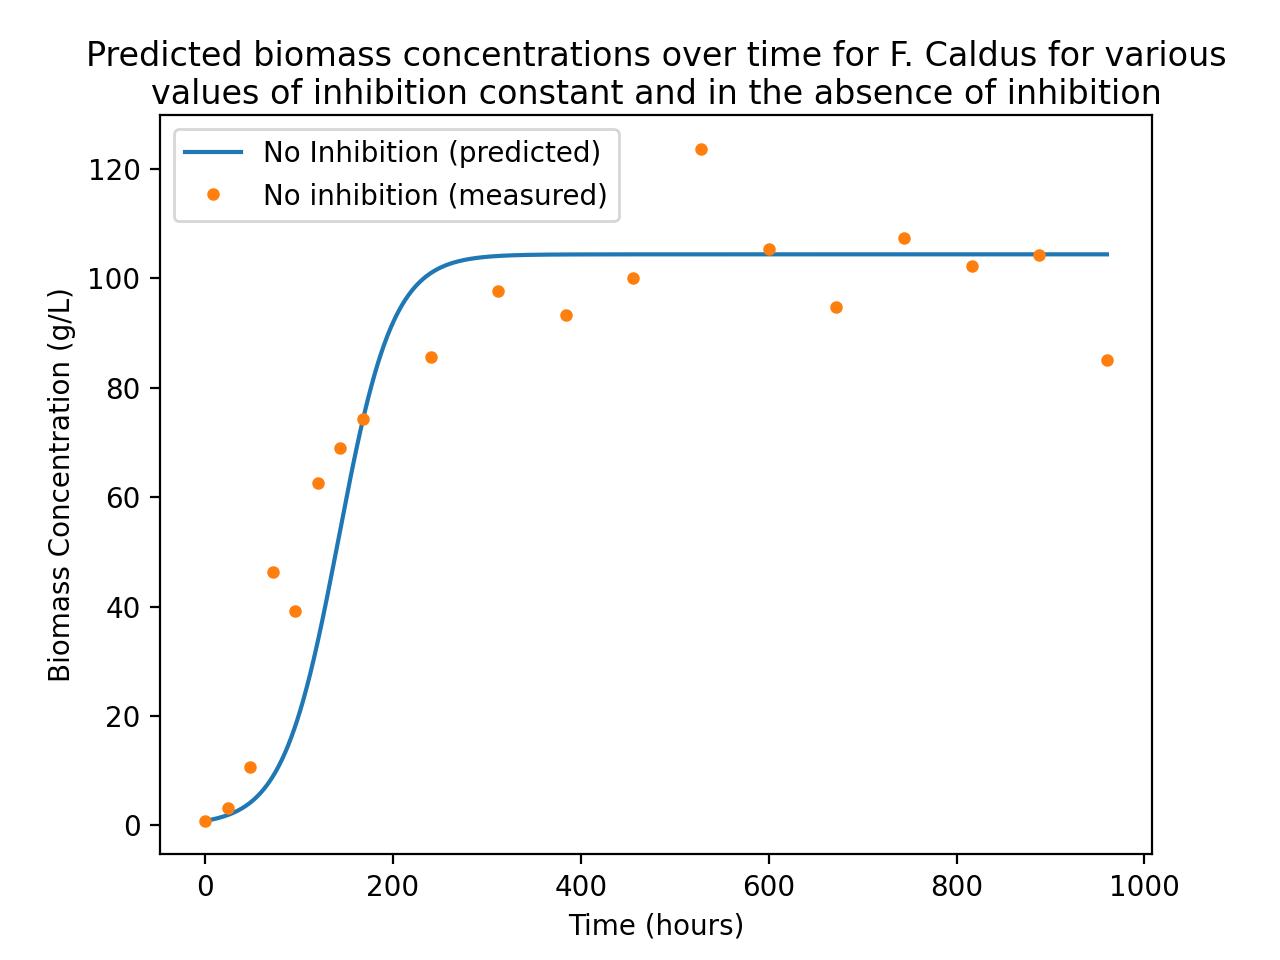 Predicted biomass concentrations over time for F. Caldus for various
values of inhibition constant and in the absence of inhibition
No Inhibition (predicted)
No inhibition (measured)
120
100
80
60
40
20
0
Biomass Concentration (g/L)
0
200
400
600
800
1000
Time (hours)